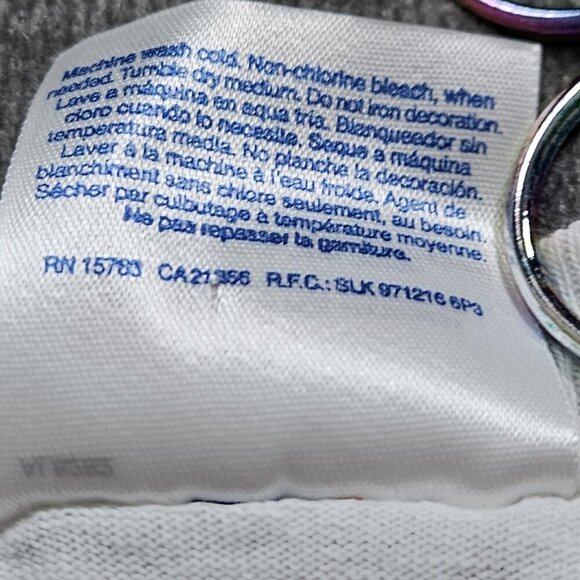 Machine wash cold. Non-chlorine bleach, when
needed. Tumble dry medium. Do not iron decoration.
Lave a máquina en agua fría. Blanqueador sin
cloro cuando lo necesite. Seque a máquina
temperatura media. No planche la decoración.
Laver à la machine à l'eau froide. Agent de
blanchiment sans chlore seulement, au besoin.
Sécher par culbutage à température moyenne.
Ne pas repasser la garniture.
RN 15763 CA 21356 R.F.C.: SLK 971216 6P3